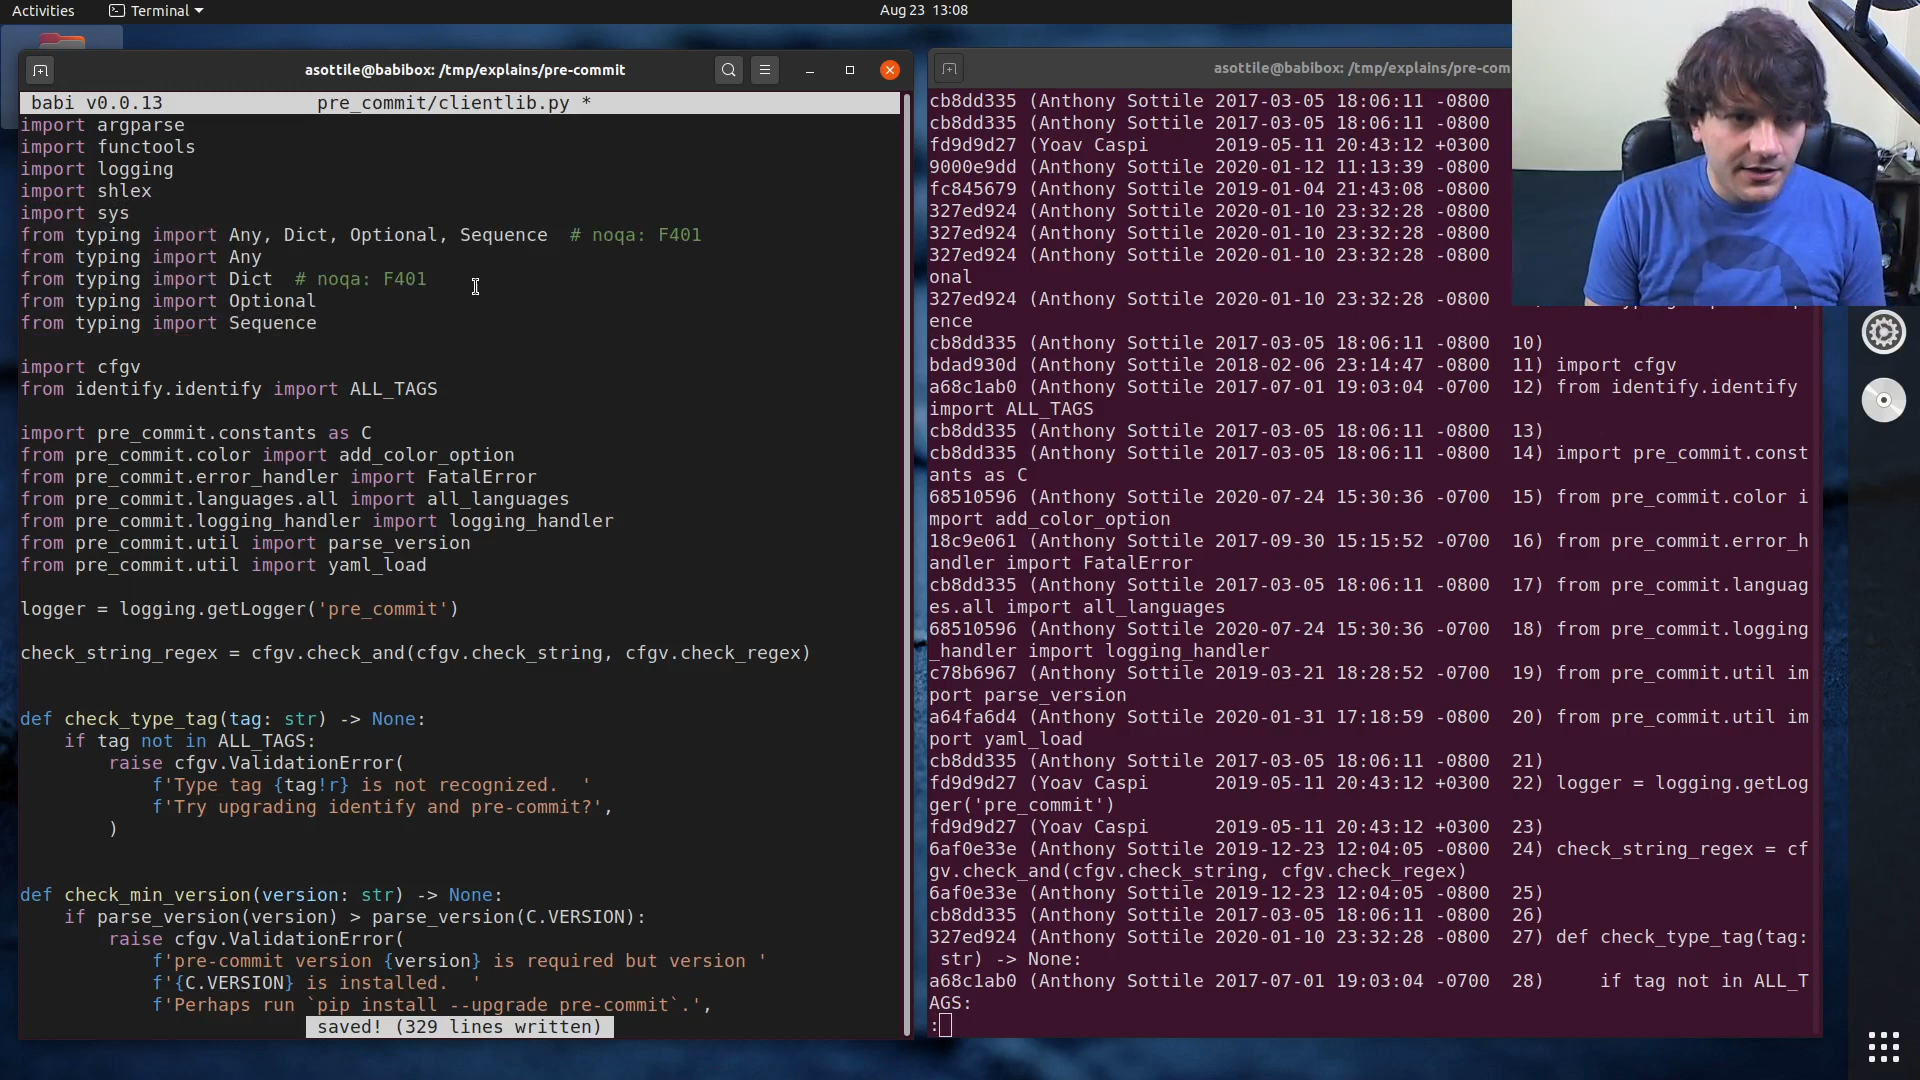 Activities
Terminal
Aug 23 13:08
asottile@babibox: /tmp/explains/pre-commit
babi v0.0.13 pre_commit/clientlib.py *
import argparse
import functools
import logging
import shlex
import sys
from typing import Any, Dict, Optional, Sequence  # noqa: F401
from typing import Any
from typing import Dict  # noqa: F401
from typing import Optional
from typing import Sequence
import cfgv
from identify.identify import ALL_TAGS
import pre_commit.constants as C
from pre_commit.color import add_color_option
from pre_commit.error_handler import FatalError
from pre_commit.languages.all import all_languages
from pre_commit.logging_handler import logging_handler
from pre_commit.util import parse_version
from pre_commit.util import yaml_load
logger = logging.getLogger('pre_commit')
check_string_regex = cfgv.check_and(cfgv.check_string, cfgv.check_regex)
def check_type_tag(tag: str) -> None:
    if tag not in ALL_TAGS:
        raise cfgv.ValidationError(
            f'Type tag {tag!r} is not recognized.  '
            f'Try upgrading identify and pre-commit?',
        )
def check_min_version(version: str) -> None:
    if parse_version(version) > parse_version(C.VERSION):
        raise cfgv.ValidationError(
            f'pre-commit version {version} is required but version '
            f'{C.VERSION} is installed.  '
            f'Perhaps run `pip install --upgrade pre-commit`.',
saved! (329 lines written)
asottile@babibox: /tmp/explains/pre-com
cb8dd335 (Anthony Sottile 2017-03-05 18:06:11 -0800
cb8dd335 (Anthony Sottile 2017-03-05 18:06:11 -0800
fd9d9d27 (Yoav Caspi      2019-05-11 20:43:12 +0300
9000e9dd (Anthony Sottile 2020-01-12 11:13:39 -0800
fc845679 (Anthony Sottile 2019-01-04 21:43:08 -0800
327ed924 (Anthony Sottile 2020-01-10 23:32:28 -0800
327ed924 (Anthony Sottile 2020-01-10 23:32:28 -0800
327ed924 (Anthony Sottile 2020-01-10 23:32:28 -0800
onal
327ed924 (Anthony Sottile 2020-01-10 23:32:28 -0800
ence
cb8dd335 (Anthony Sottile 2017-03-05 18:06:11 -0800  10)
bdad930d (Anthony Sottile 2018-02-06 23:14:47 -0800  11) import cfgv
a68c1ab0 (Anthony Sottile 2017-07-01 19:03:04 -0700  12) from identify.identify
import ALL_TAGS
cb8dd335 (Anthony Sottile 2017-03-05 18:06:11 -0800  13)
cb8dd335 (Anthony Sottile 2017-03-05 18:06:11 -0800  14) import pre_commit.const
ants as C
68510596 (Anthony Sottile 2020-07-24 15:30:36 -0700  15) from pre_commit.color i
mport add_color_option
18c9e061 (Anthony Sottile 2017-09-30 15:15:52 -0700  16) from pre_commit.error_h
andler import FatalError
cb8dd335 (Anthony Sottile 2017-03-05 18:06:11 -0800  17) from pre_commit.languag
es.all import all_languages
68510596 (Anthony Sottile 2020-07-24 15:30:36 -0700  18) from pre_commit.logging
_handler import logging_handler
c78b6967 (Anthony Sottile 2019-03-21 18:28:52 -0700  19) from pre_commit.util im
port parse_version
a64fa6d4 (Anthony Sottile 2020-01-31 17:18:59 -0800  20) from pre_commit.util im
port yaml_load
cb8dd335 (Anthony Sottile 2017-03-05 18:06:11 -0800  21)
fd9d9d27 (Yoav Caspi      2019-05-11 20:43:12 +0300  22) logger = logging.getLog
ger('pre_commit')
fd9d9d27 (Yoav Caspi      2019-05-11 20:43:12 +0300  23)
6af0e33e (Anthony Sottile 2019-12-23 12:04:05 -0800  24) check_string_regex = cf
gv.check_and(cfgv.check_string, cfgv.check_regex)
6af0e33e (Anthony Sottile 2019-12-23 12:04:05 -0800  25)
cb8dd335 (Anthony Sottile 2017-03-05 18:06:11 -0800  26)
327ed924 (Anthony Sottile 2020-01-10 23:32:28 -0800  27) def check_type_tag(tag:
 str) -> None:
a68c1ab0 (Anthony Sottile 2017-07-01 19:03:04 -0700  28)     if tag not in ALL_T
AGS:
: